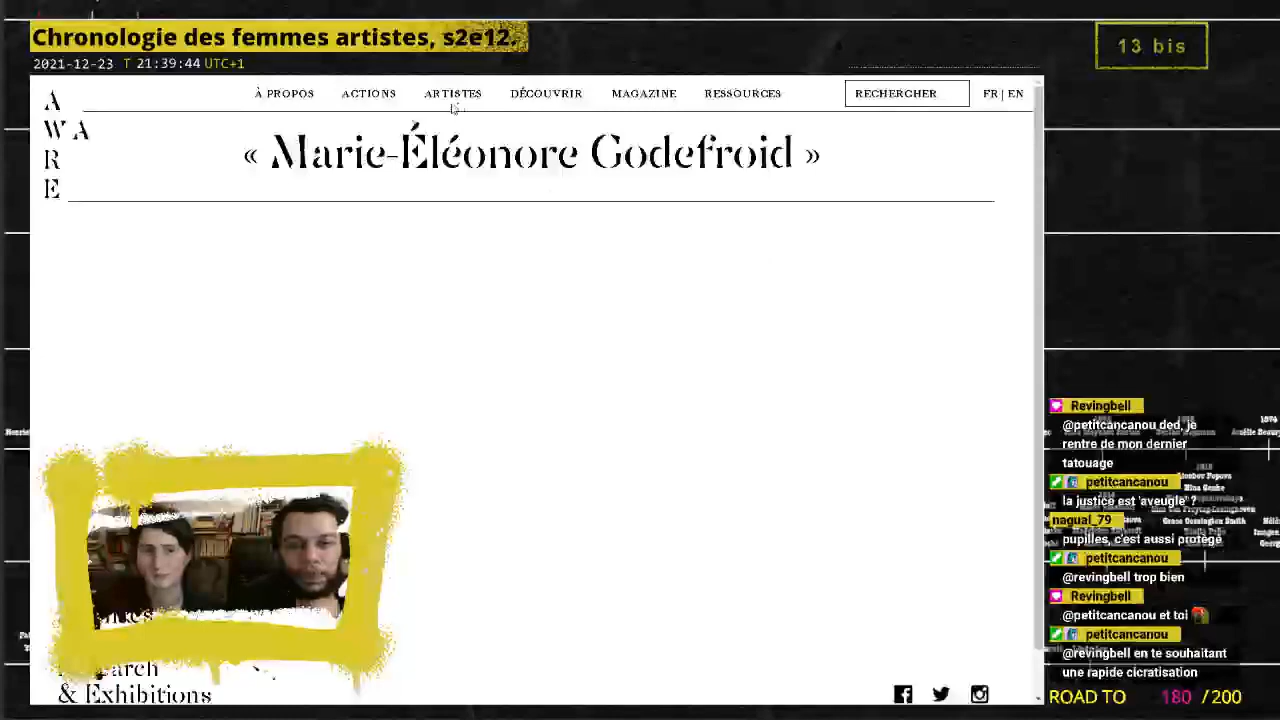 Chronologie des femmes artistes, s2e12.
2021-12-23 T 21:39:44 UTC+1
13 bis
A
W A
R
E
À PROPOS ACTIONS ARTISTES DÉCOUVRIR MAGAZINE RESSOURCES
RECHERCHER
FR | EN
« Marie-Éléonore Godefroid »
& Exhibitions
Revingbell
@petitcancanou ded, je
rentre de mon dernier
tatouage
petitcancanou
la justice est 'aveugle' ?
nagual_79
pupilles, c'est aussi protégé
petitcancanou
@revingbell trop bien
Revingbell
@petitcancanou et toi
petitcancanou
@revingbell en te souhaitant
une rapide cicratisation
ROAD TO 180 / 200